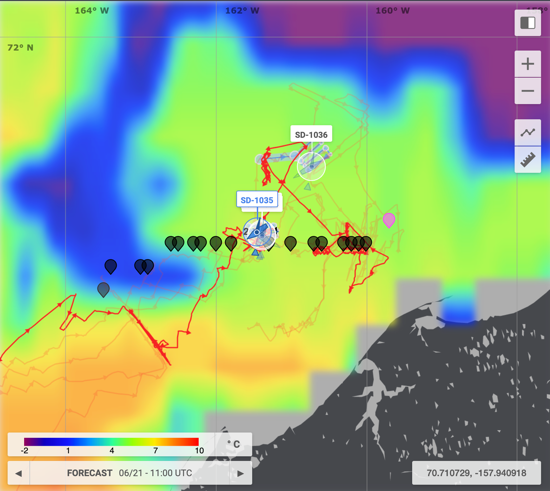 164° W
162° W
160° W
72° N
SD-1036
SD-1035
2
-2
1
4
7
10
°C
FORECAST 06/21 - 11:00 UTC
70.710729, -157.940918